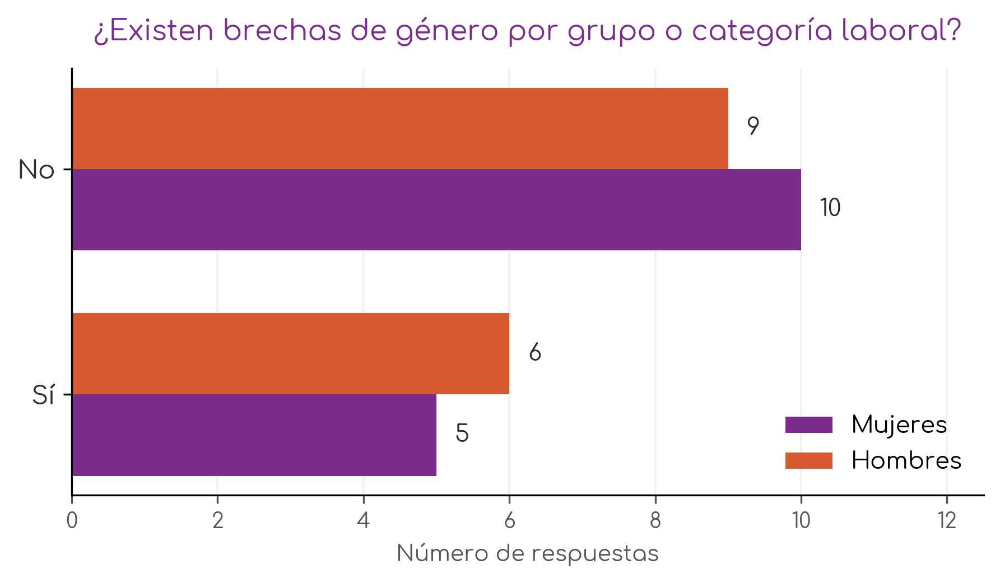 ¿Existen brechas de género por grupo o categoría laboral?
9
No
10
6
Sí
5
Mujeres
Hombres
0 2 4 6 8 10 12
Número de respuestas